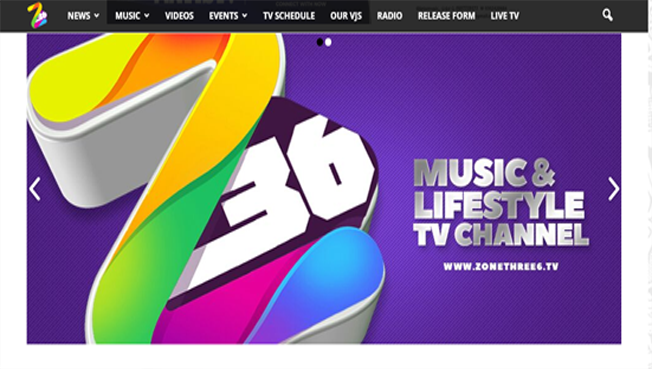 NEWS MUSIC VIDEOS EVENTS TV SCHEDULE OUR VJS RADIO RELEASE FORM LIVE TV
36
MUSIC &
LIFESTYLE
TV CHANNEL
WWW.ZONETHREE6.TV